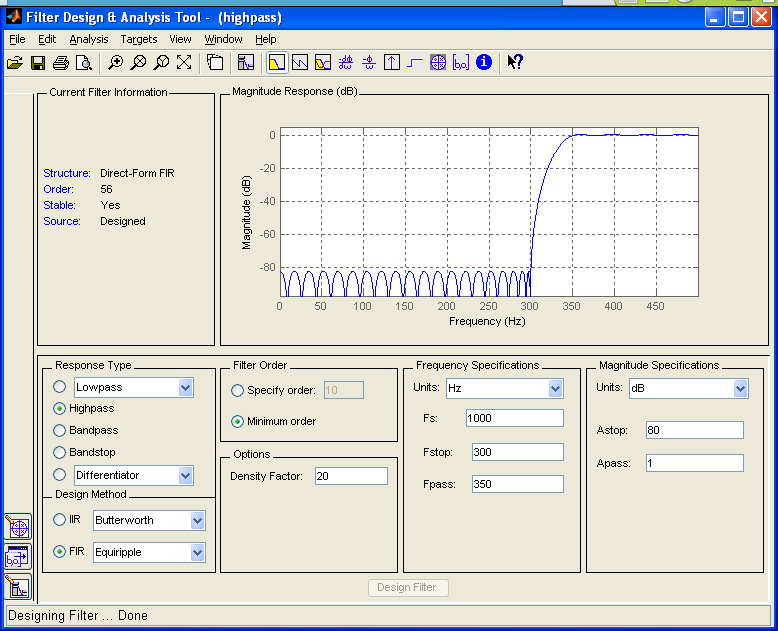 Filter Design & Analysis Tool - (highpass)
File Edit Analysis Targets View Window Help
Current Filter Information
Structure: Direct-Form FIR
Order: 56
Stable: Yes
Source: Designed
Magnitude Response (dB)
Magnitude (dB)
0
-20
-40
-60
-80
0 50 100 150 200 250 300 350 400 450
Frequency (Hz)
Response Type
Lowpass
Highpass
Bandpass
Bandstop
Differentiator
Design Method
IIR Butterworth
FIR Equiripple
Filter Order
Specify order: 10
Minimum order
Options
Density Factor: 20
Frequency Specifications
Units: Hz
Fs: 1000
Fstop: 300
Fpass: 350
Magnitude Specifications
Units: dB
Astop: 80
Apass: 1
Design Filter
Designing Filter ... Done